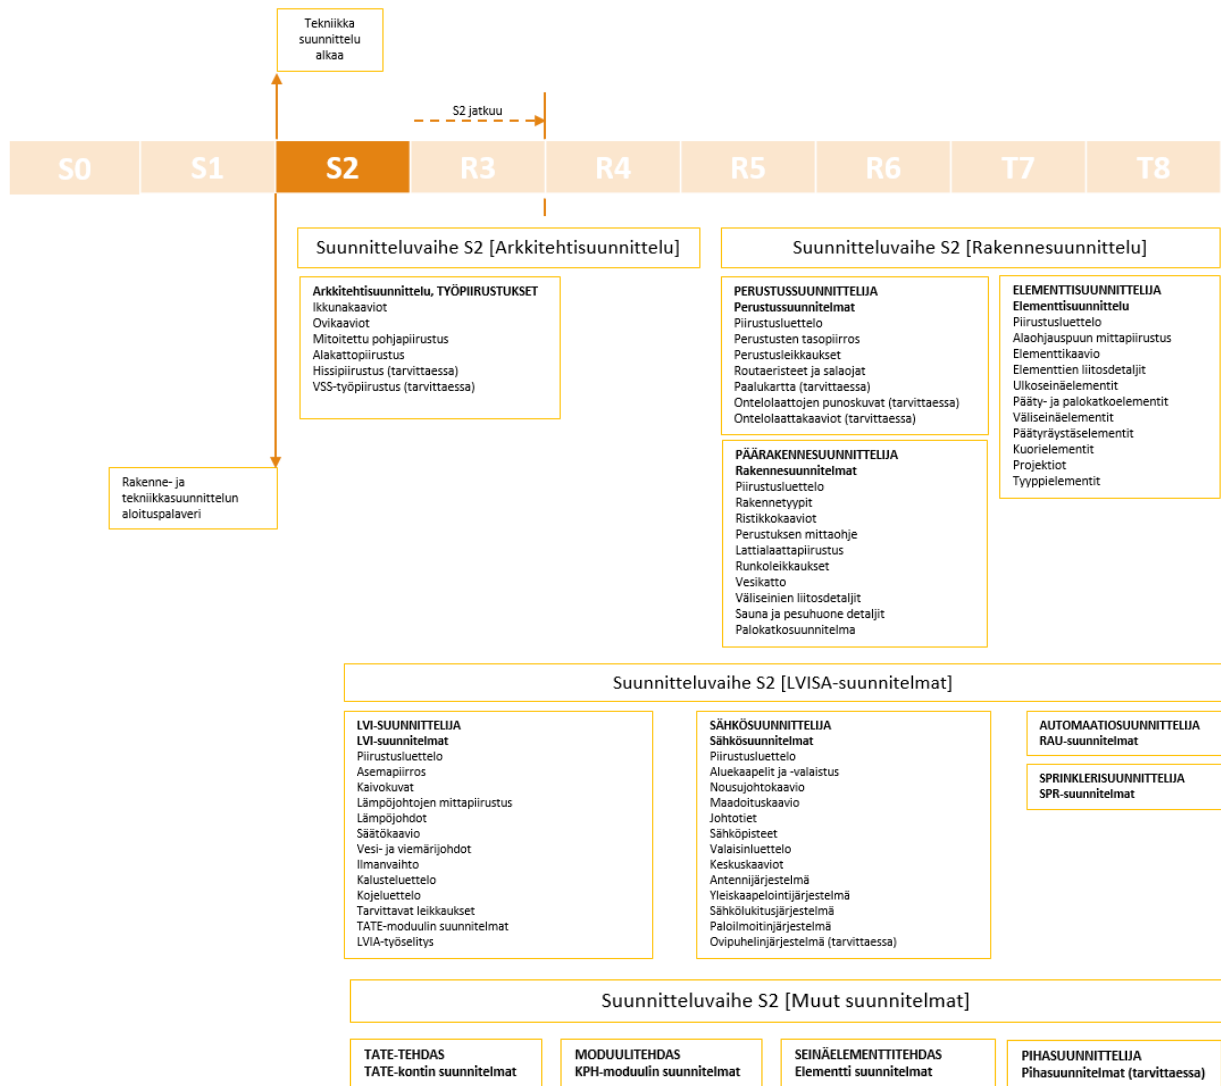 Tekniikka
suunnittelu
alkaa
S2 jatkuu
S0 S1 S2 R3 R4 R5 R6 T7 T8
Rakenne- ja
tekniikkasuunnittelun
aloituspalaveri
Suunnitteluvaihe S2 [Arkkitehtisuunnittelu]
Arkkitehtisuunnittelu, TYÖPIIRUSTUKSET
Ikkunakaaviot
Ovikaaviot
Mitoitettu pohjapiirustus
Alakattopiirustus
Hissipiirustus (tarvittaessa)
VSS-työpiirustus (tarvittaessa)
Suunnitteluvaihe S2 [Rakennesuunnittelu]
PERUSTUSSUUNNITTELIJA
Perustussuunnitelmat
Piirustusluettelo
Perustusten tasopiirros
Perustusleikkaukset
Routaeristeet ja salaojat
Paalukartta (tarvittaessa)
Ontelolaattojen punoskuvat (tarvittaessa)
Ontelolaattakaaviot (tarvittaessa)
PÄÄRAKENNESUUNNITTELIJA
Rakennesuunnitelmat
Piirustusluettelo
Rakennetyypit
Ristikkokaaviot
Perustuksen mittaohje
Lattialaattapiirustus
Runkoleikkaukset
Vesikatto
Väliseinien liitosdetaljit
Sauna ja pesuhuone detaljit
Palokatkosuunnitelma
ELEMENTTISUUNNITTELIJA
Elementtisuunnittelu
Piirustusluettelo
Alaohjauspuun mittapiirustus
Elementtikaavio
Elementtien liitosdetaljit
Ulkoseinäelementit
Pääty- ja palokatkoelementit
Väliseinäelementit
Päätyräystäselementit
Kuorielementit
Projektiot
Tyyppielementit
Suunnitteluvaihe S2 [LVISA-suunnitelmat]
LVI-SUUNNITTELIJA
LVI-suunnitelmat
Piirustusluettelo
Asemapiirros
Kaivokuvat
Lämpöjohtojen mittapiirustus
Lämpöjohdot
Säätökaavio
Vesi- ja viemärijohdot
Ilmanvaihto
Kalusteluettelo
Kojeluettelo
Tarvittavat leikkaukset
TATE-moduulin suunnitelmat
LVIA-työselitys
SÄHKÖSUUNNITTELIJA
Sähkösuunnitelmat
Piirustusluettelo
Aluekaapelit ja -valaistus
Nousujohtokaavio
Maadoituskaavio
Johtotiet
Sähköpisteet
Valaisinluettelo
Keskuskaaviot
Antennijärjestelmä
Yleiskaapelointijärjestelmä
Sähkölukitusjärjestelmä
Paloilmoitinjärjestelmä
Ovipuhelinjärjestelmä (tarvittaessa)
AUTOMAATIOSUUNNITTELIJA
RAU-suunnitelmat
SPRINKLERISUUNNITTELIJA
SPR-suunnitelmat
Suunnitteluvaihe S2 [Muut suunnitelmat]
TATE-TEHDAS
TATE-kontin suunnitelmat
MODUULITEHDAS
KPH-moduulin suunnitelmat
SEINÄELEMENTTITEHDAS
Elementti suunnitelmat
PIHASUUNNITTELIJA
Pihasuunnitelmat (tarvittaessa)